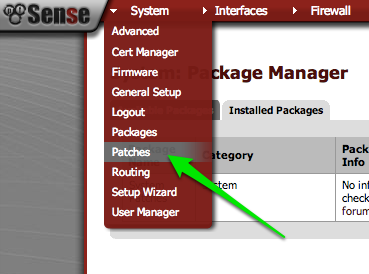 Sense
System
Interfaces
Firewall
Advanced
Cert Manager
Firmware
: Package Manager
General Setup
Logout
Installed Packages
Packages
Patches
Category
Pack
Info
Routing
Setup Wizard
stem
No inf
check
forum
User Manager